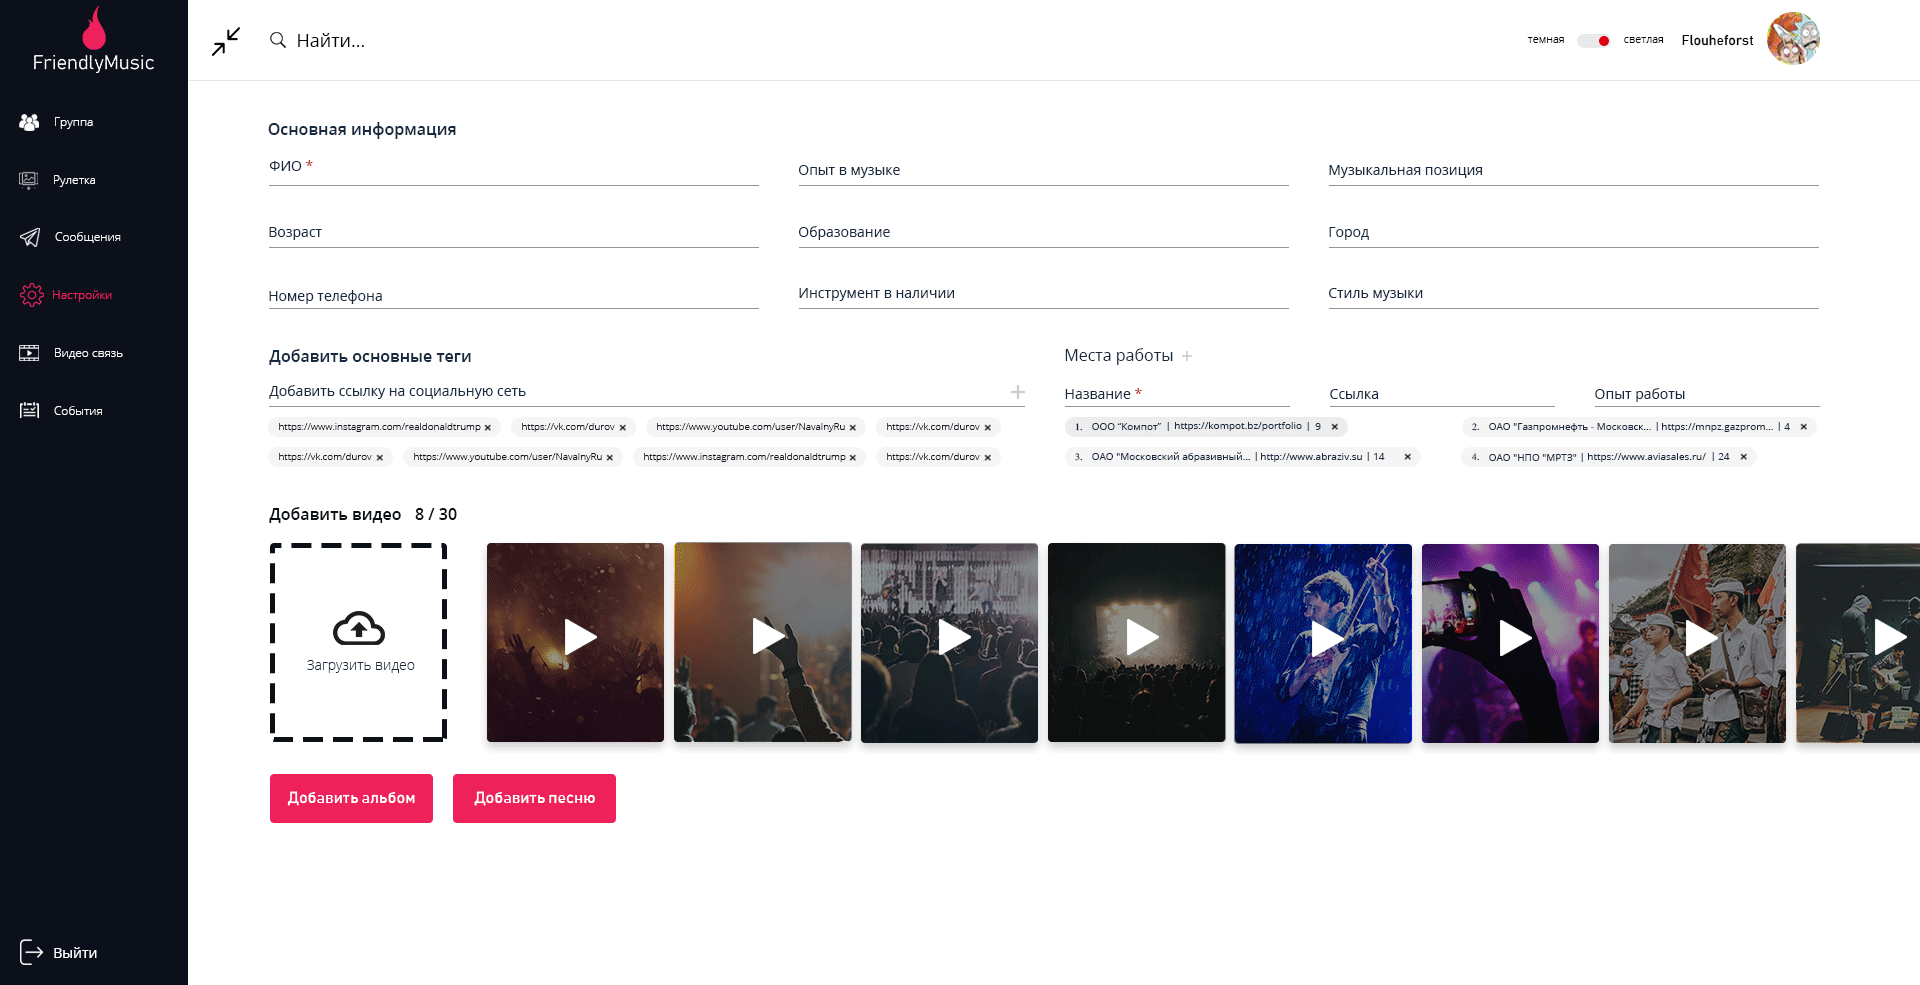 FriendlyMusic
Найти...
темная светлая Flouheforst
Группа
Рулетка
Сообщения
Настройки
Видео связь
События
Выйти
Основная информация
ФИО *
Опыт в музыке
Музыкальная позиция
Возраст
Образование
Город
Номер телефона
Инструмент в наличии
Стиль музыки
Добавить основные теги
Добавить ссылку на социальную сеть +
https://www.instagram.com/realdonaldtrump × https://vk.com/durov × https://www.youtube.com/user/NavalnyRu × https://vk.com/durov ×
https://vk.com/durov × https://www.youtube.com/user/NavalnyRu × https://www.instagram.com/realdonaldtrump × https://vk.com/durov ×
Места работы +
Название * Ссылка Опыт работы
1. ООО “Компот” | https://kompot.bz/portfolio | 9 ×
2. ОАО "Газпромнефть - Московск... | https://mnpz.gazprom... | 4 ×
3. ОАО "Московский абразивный... | http://www.abraziv.su | 14 ×
4. ОАО "НПО "МРТЗ" | https://www.aviasales.ru/ | 24 ×
Добавить видео 8 / 30
Загрузить видео
Добавить альбом Добавить песню